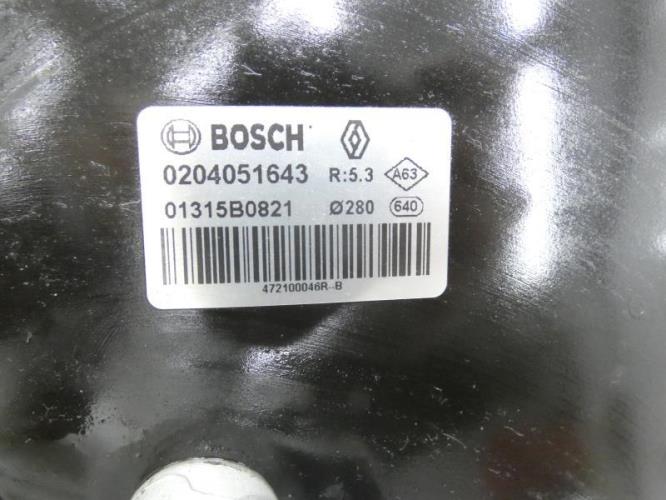 BOSCH
0204051643 R:5.3 A63
01315B0821 Ø280 640
472100046R--B